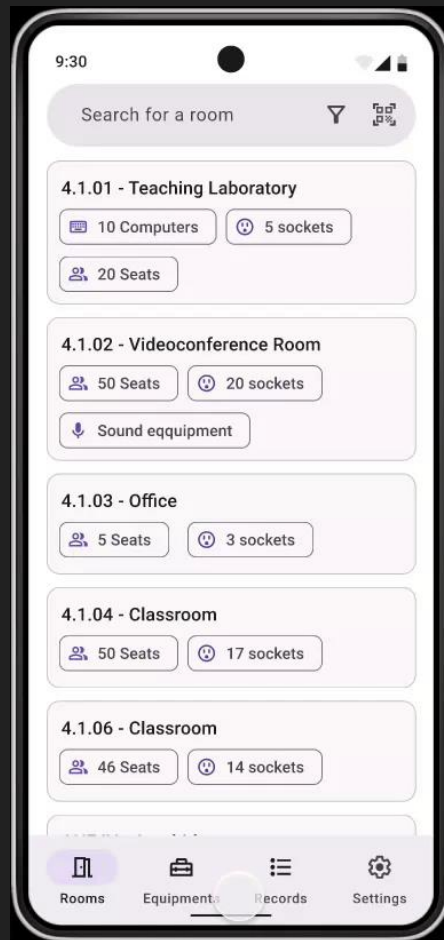 9:30
Search for a room
4.1.01 - Teaching Laboratory
10 Computers 5 sockets
20 Seats
4.1.02 - Videoconference Room
50 Seats 20 sockets
Sound eqquipment
4.1.03 - Office
5 Seats 3 sockets
4.1.04 - Classroom
50 Seats 17 sockets
4.1.06 - Classroom
46 Seats 14 sockets
Rooms Equipments Records Settings